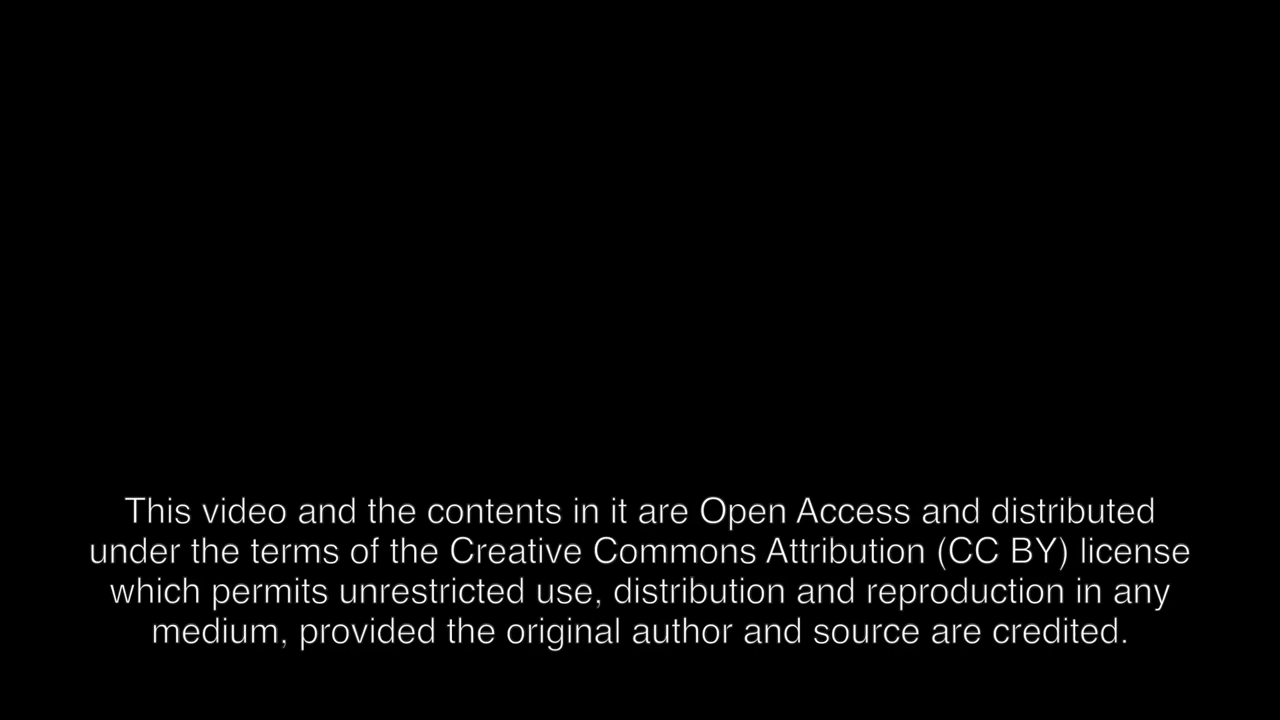 This video and the contents in it are Open Access and distributed
under the terms of the Creative Commons Attribution (CC BY) license
which permits unrestricted use, distribution and reproduction in any
medium, provided the original author and source are credited.